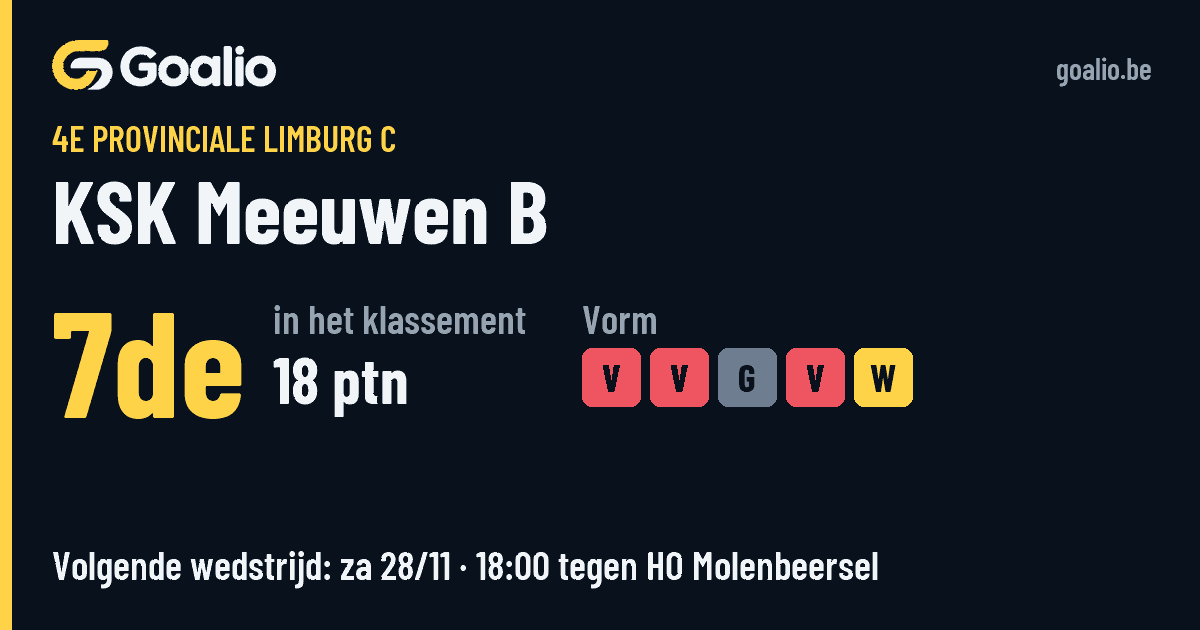 Goalio
goalio.be
4E PROVINCIALE LIMBURG C
KSK Meeuwen B
7de
in het klassement
18 ptn
Vorm
V V G V W
Volgende wedstrijd: za 28/11 · 18:00 tegen HO Molenbeersel